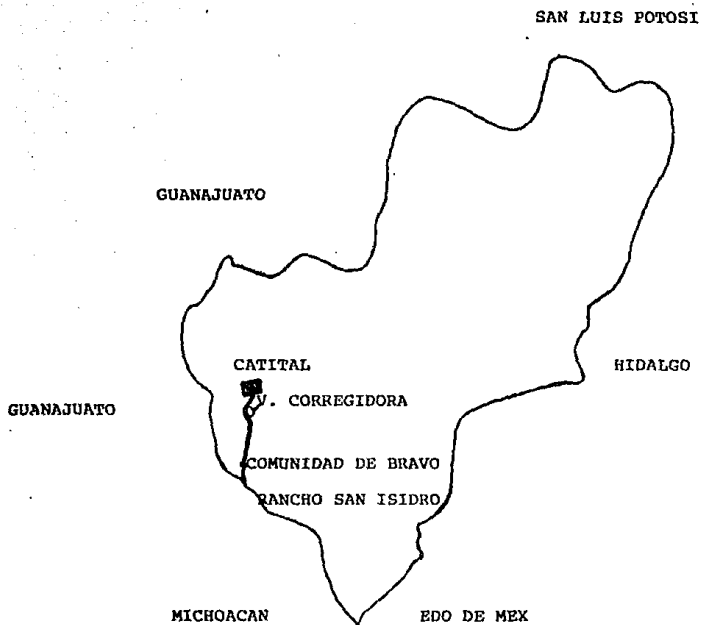 SAN LUIS POTOSI
GUANAJUATO
CATITAL
HIDALGO
GUANAJUATO
V. CORREGIDORA
COMUNIDAD DE BRAVO
RANCHO SAN ISIDRO
MICHOACAN
EDO DE MEX